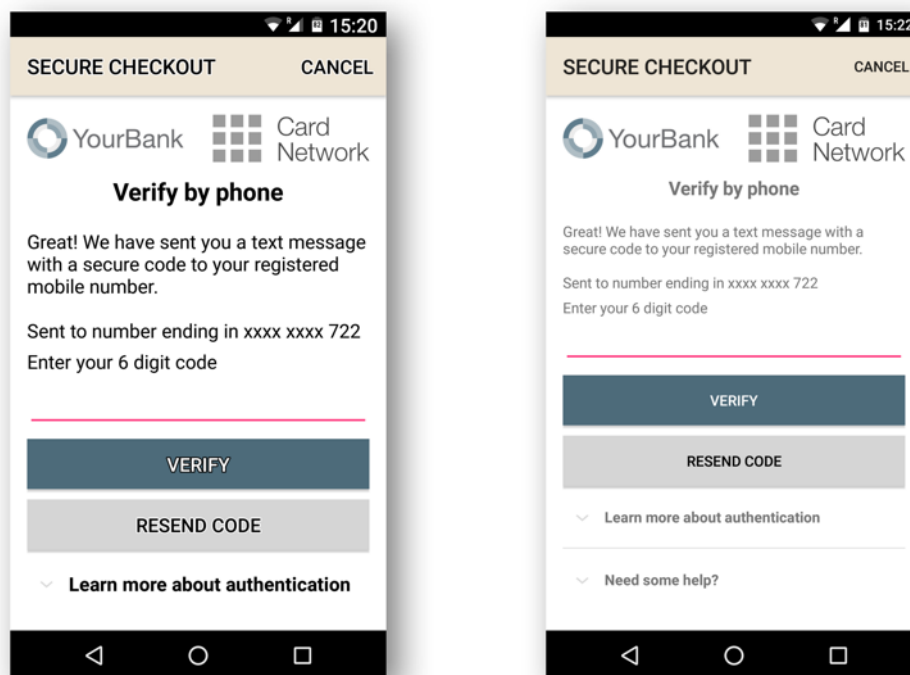 15:20
SECURE CHECKOUT CANCEL
YourBank Card
Network
Verify by phone
Great! We have sent you a text message
with a secure code to your registered
mobile number.
Sent to number ending in xxxx xxxx 722
Enter your 6 digit code
VERIFY
RESEND CODE
Learn more about authentication
15:22
SECURE CHECKOUT CANCEL
YourBank Card
Network
Verify by phone
Great! We have sent you a text message with a
secure code to your registered mobile number.
Sent to number ending in xxxx xxxx 722
Enter your 6 digit code
VERIFY
RESEND CODE
Learn more about authentication
Need some help?